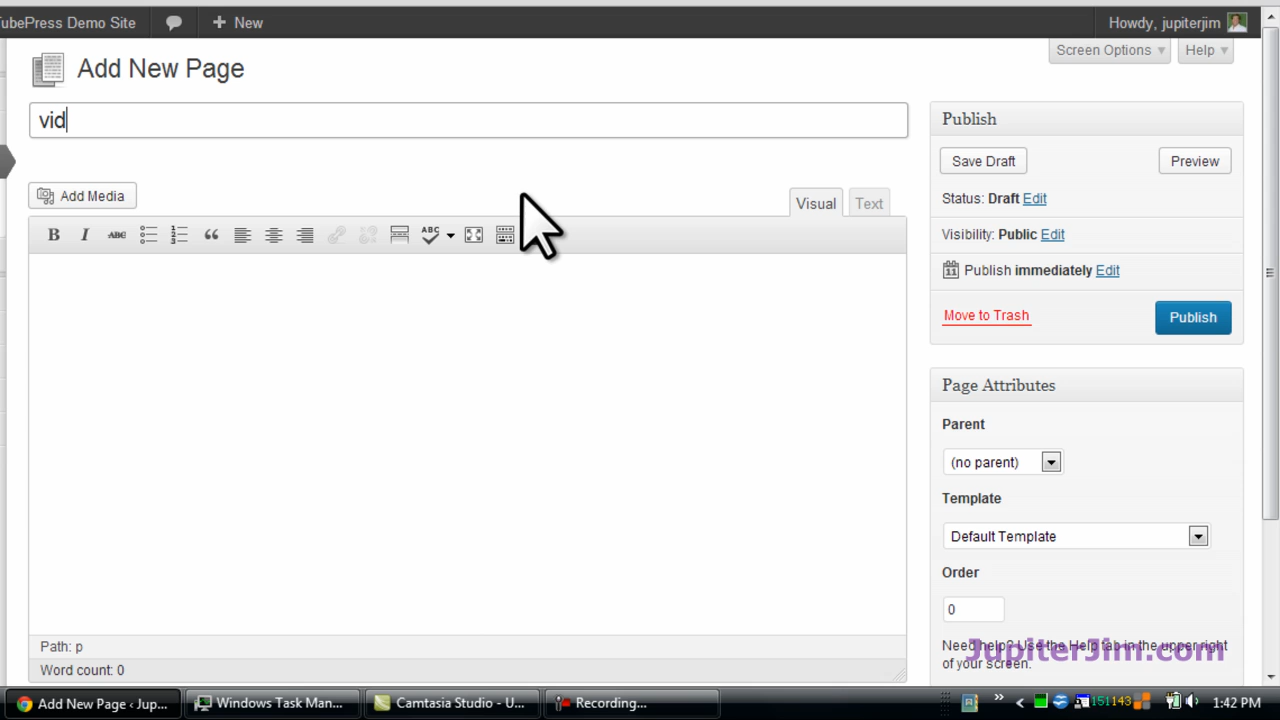 TubePress Demo Site
New
Howdy, jupiterjim
Screen Options
Help
Add New Page
vid
Add Media
Visual
Text
B I ABC
ABC
Publish
Save Draft
Preview
Status: Draft Edit
Visibility: Public Edit
11 Publish immediately Edit
Move to Trash
Publish
Page Attributes
Parent
(no parent)
Template
Default Template
Order
0
Need help? Use the Help tab in the upper right
of your screen.
JupiterJim.com
Path: p
Word count: 0
Add New Page ‹ Jup...
Windows Task Man...
Camtasia Studio - U...
Recording...
151143
1:42 PM